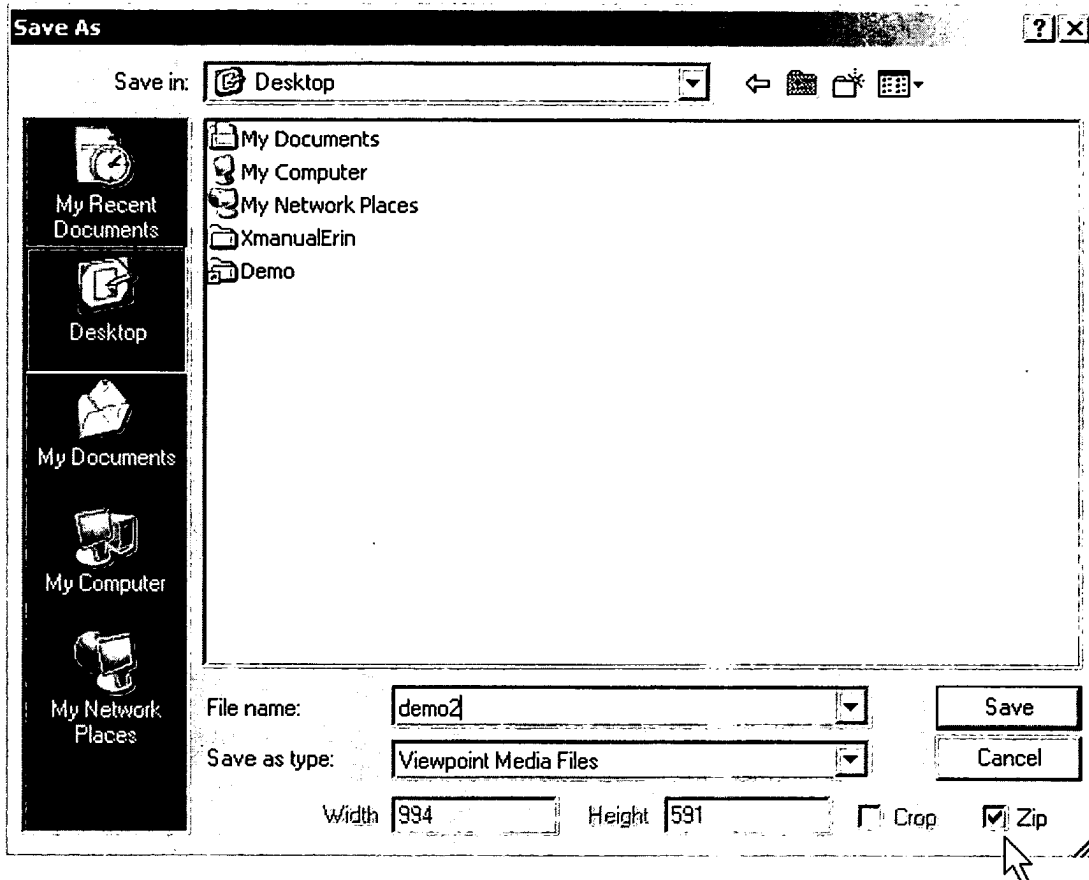 Save As
Save in: Desktop
My Recent
Documents
Desktop
My Documents
My Computer
My Network
Places
My Documents
My Computer
My Network Places
XmanualErin
Demo
File name: demo2 Save
Save as type: Viewpoint Media Files Cancel
Width 994 Height 591 Crop Zip